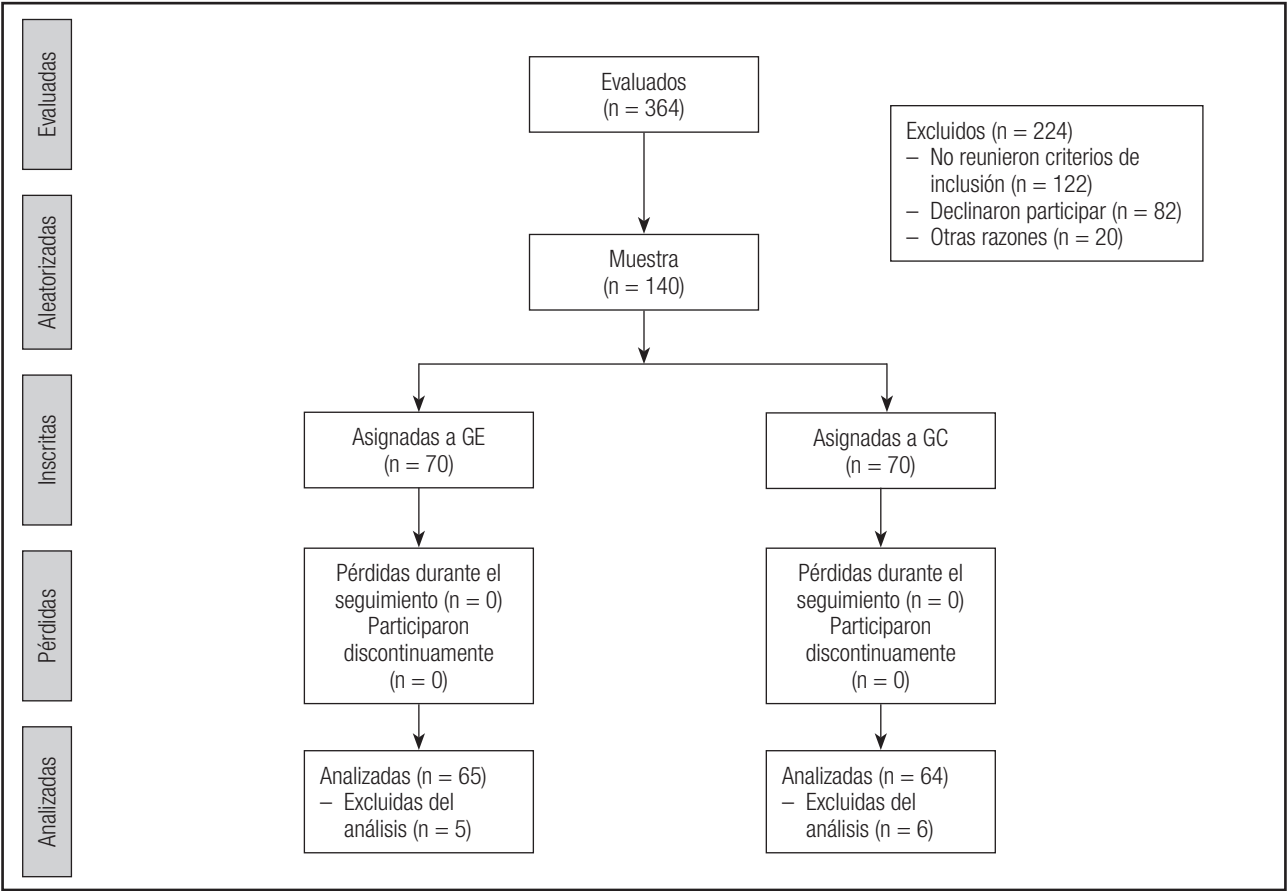 Evaluadas
Evaluados
(n = 364)
Excluidos (n = 224)
– No reunieron criterios de
inclusión (n = 122)
– Declinaron participar (n = 82)
– Otras razones (n = 20)
Aleatorizadas
Muestra
(n = 140)
Inscritas
Asignadas a GE
(n = 70)
Asignadas a GC
(n = 70)
Pérdidas
Pérdidas durante el
seguimiento (n = 0)
Participaron
discontinuamente
(n = 0)
Pérdidas durante el
seguimiento (n = 0)
Participaron
discontinuamente
(n = 0)
Analizadas
Analizadas (n = 65)
– Excluidas del
análisis (n = 5)
Analizadas (n = 64)
– Excluidas del
análisis (n = 6)